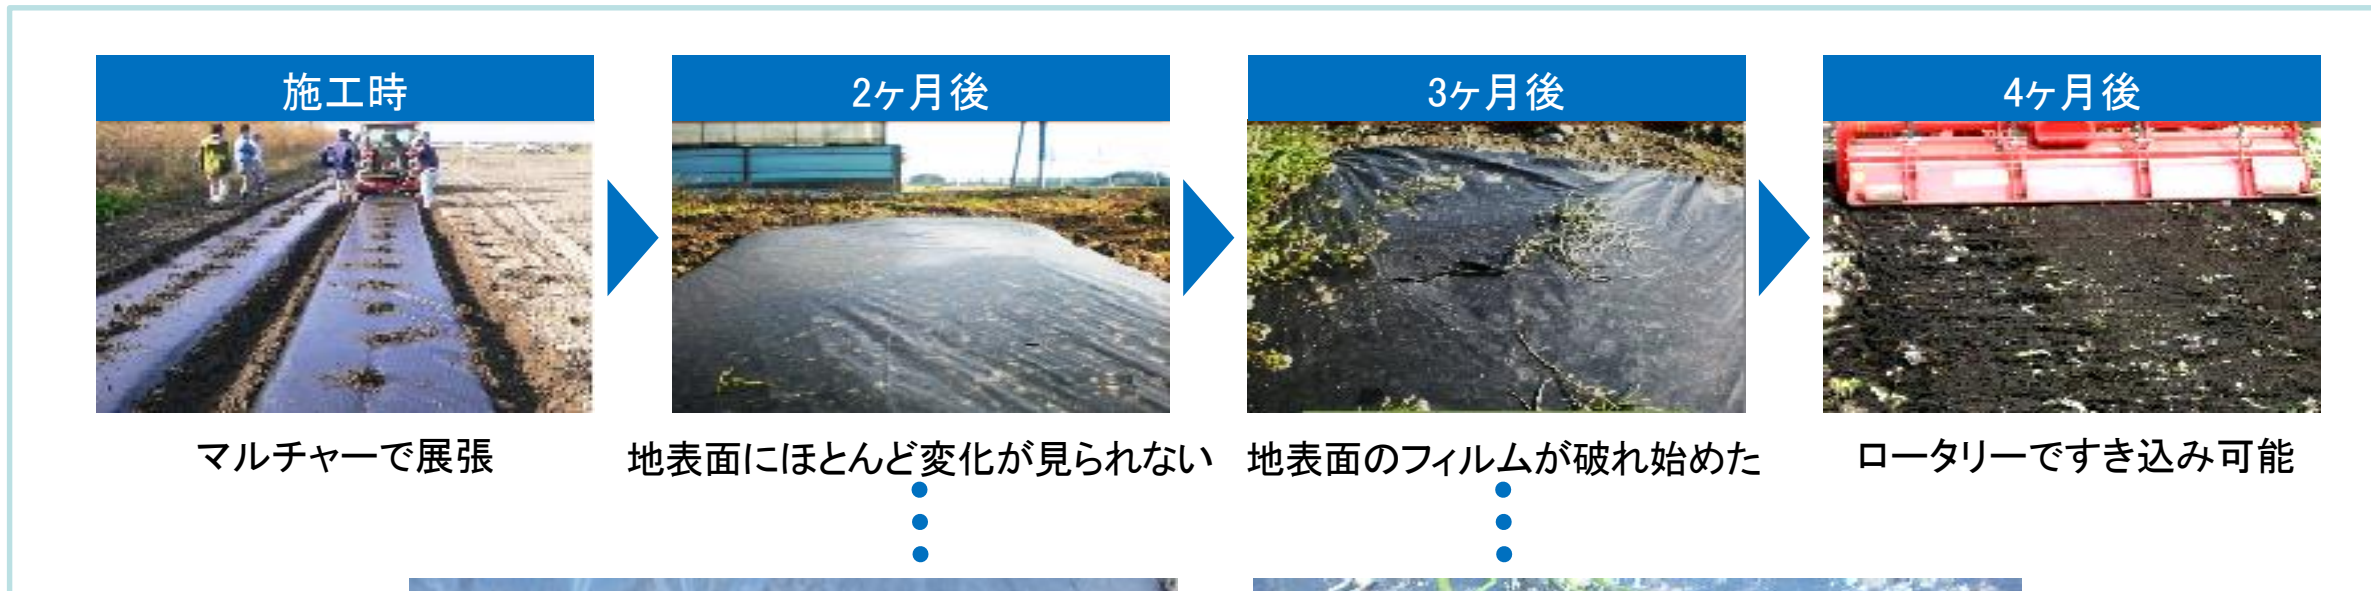 施工時
2ヶ月後
3ヶ月後
4ヶ月後
マルチャーで展張
地表面にほとんど変化が見られない
地表面のフィルムが破れ始めた
ロータリーですき込み可能